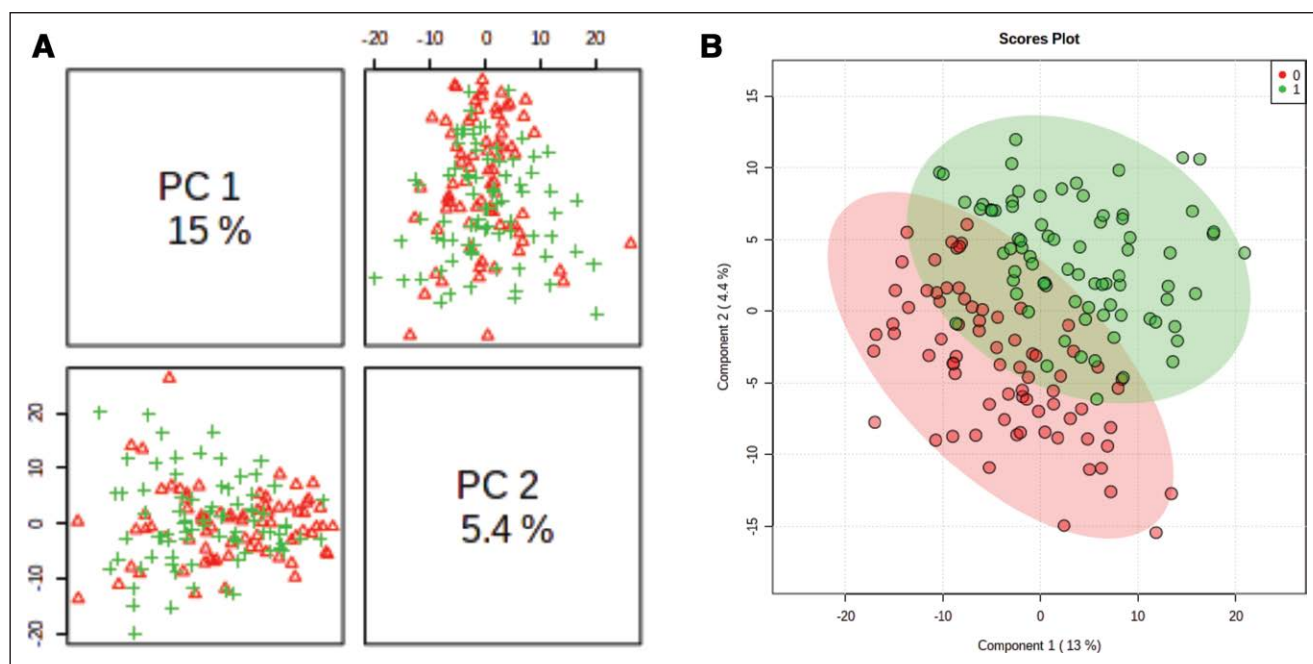 A
-20 -10 0 10 20
PC 1
15 %
20
10
0
-10
-20
PC 2
5.4 %
B
Scores Plot
0
1
15
10
5
0
-5
-10
-15
Component 2 ( 4.4 %)
-20 -10 0 10 20
Component 1 ( 13 %)